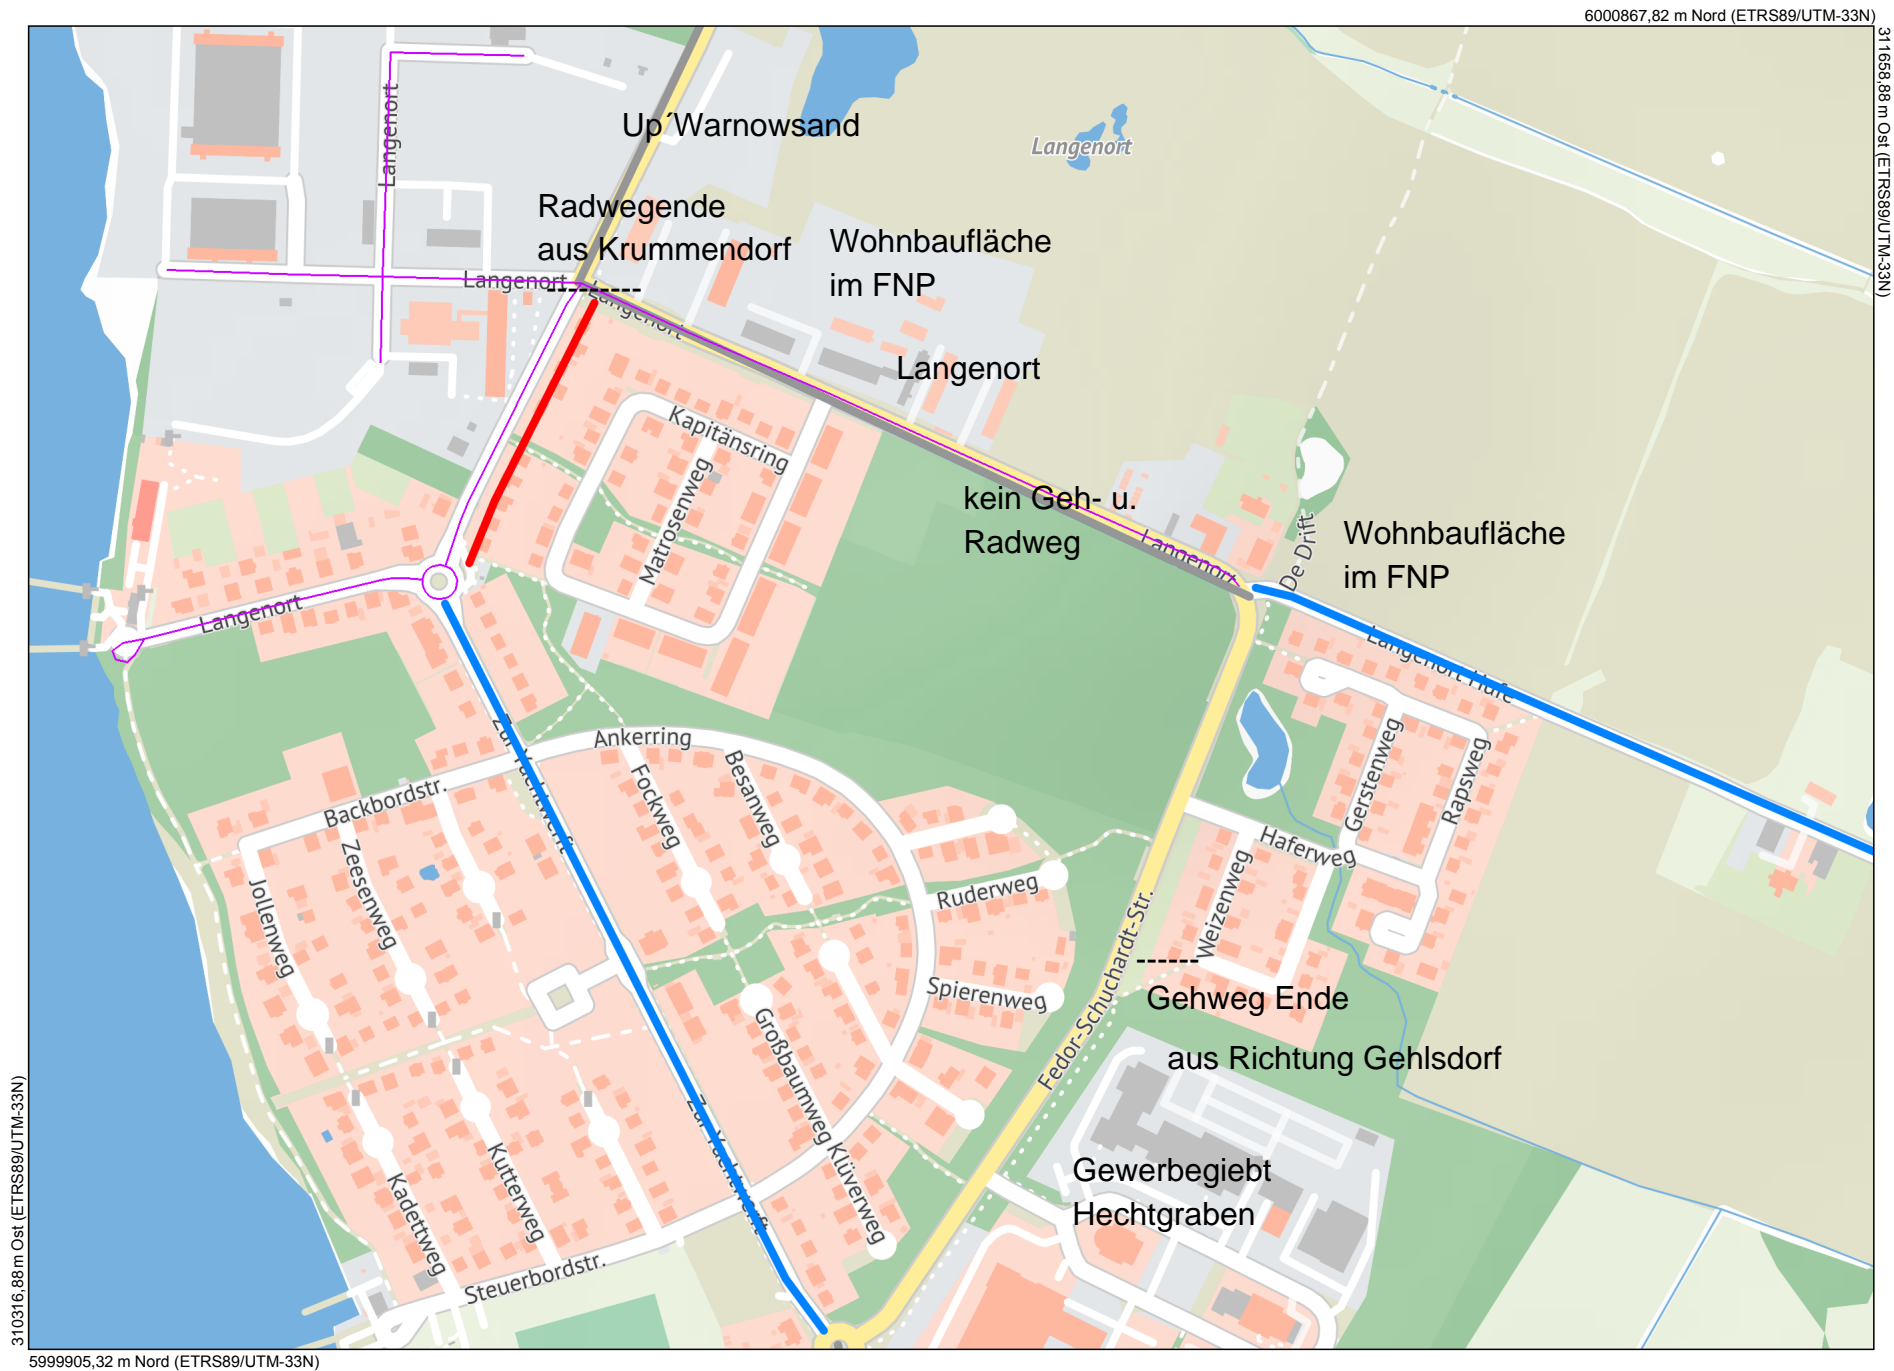 6000867,82 m Nord (ETRS89/UTM-33N)
311658,88 m Ost (ETRS89/UTM-33N)
Langenort
Up´Warnowsand
Langenort
Radwegende
aus Krummendorf
Wohnbaufläche
im FNP
Langenort
Langenort
Langenort
Kapitänsring
Matrosenweg
kein Geh- u.
Radweg
Langenort
De Drift
Wohnbaufläche
im FNP
Langenort
Langenort Hufe
Zur Yachtwerft
Ankerring
Backbordstr.
Fockweg
Besanweg
Gerstenweg
Rapsweg
Haferweg
Zeesenweg
Jollenweg
Ruderweg
Weizenweg
Spierenweg
Fedor-Schuchardt-Str.
Gehweg Ende
aus Richtung Gehlsdorf
Großbaumweg
Zur Yachtwerft
Klüverweg
Kutterweg
Kadettweg
Gewerbegiebt
Hechtgraben
Steuerbordstr.
310316,88 m Ost (ETRS89/UTM-33N)
5999905,32 m Nord (ETRS89/UTM-33N)